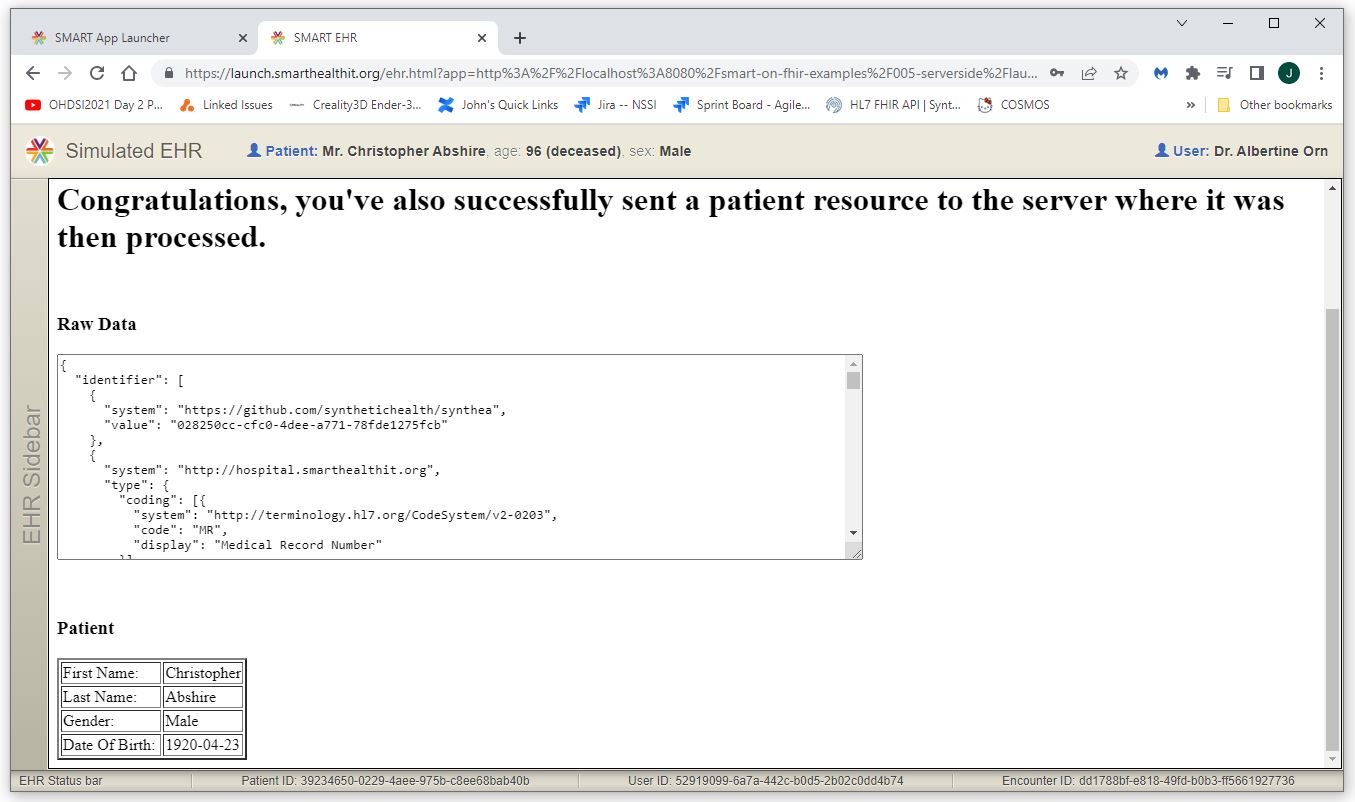 SMART App Launcher
SMART EHR
https://launch.smarthealthit.org/ehr.html?app=http%3A%2F%2Flocalhost%3A8080%2Fsmart-on-fhir-examples%2F005-serverside%2Flau...
J
OHDSI2021 Day 2 P...
Linked Issues
Creality3D Ender-3...
John's Quick Links
Jira -- NSSI
Sprint Board - Agile...
HL7 FHIR API | Synt...
COSMOS
»
Other bookmarks
Simulated EHR
Patient: Mr. Christopher Abshire, age: 96 (deceased), sex: Male
User: Dr. Albertine Orn
EHR Sidebar
Congratulations, you've also successfully sent a patient resource to the server where it was
then processed.
Raw Data
{
"identifier": [
{
"system": "https://github.com/synthetichealth/synthea",
"value": "028250cc-cfc0-4dee-a771-78fde1275fcb"
},
{
"system": "http://hospital.smarthealthit.org",
"type": {
"coding": [{
"system": "http://terminology.hl7.org/CodeSystem/v2-0203",
"code": "MR",
"display": "Medical Record Number"
Patient
First Name: Christopher
Last Name: Abshire
Gender: Male
Date Of Birth: 1920-04-23
EHR Status bar
Patient ID: 39234650-0229-4aee-975b-c8ee68bab40b
User ID: 52919099-6a7a-442c-b0d5-2b02c0dd4b74
Encounter ID: dd1788bf-e818-49fd-b0b3-ff5661927736